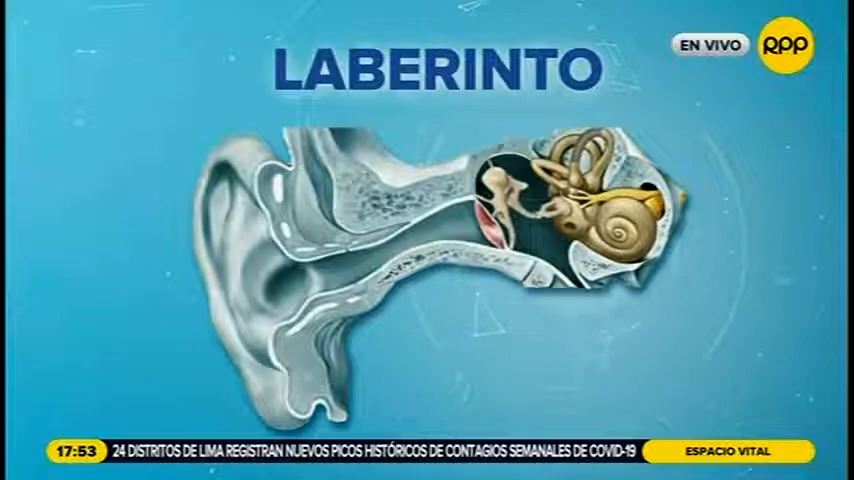 LABERINTO
EN VIVO
RPP
17:53
24 DISTRITOS DE LIMA REGISTRAN NUEVOS PICOS HISTÓRICOS DE CONTAGIOS SEMANALES DE COVID-19
ESPACIO VITAL